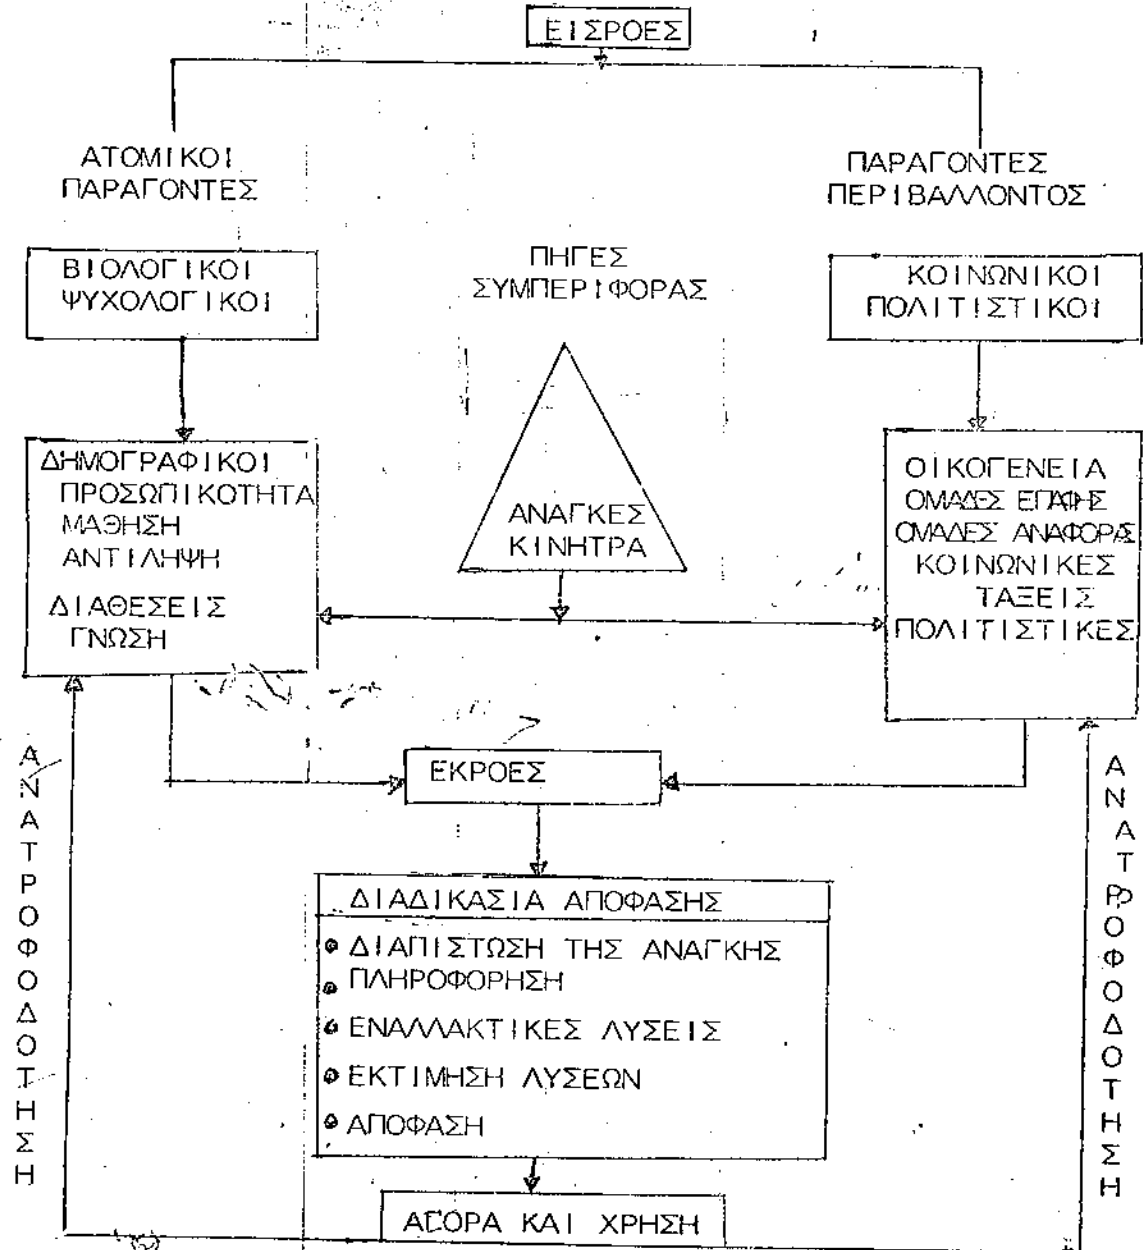 ΕΙΣΡΟΕΣ
ΑΤΟΜΙΚΟΙ
ΠΑΡΑΓΟΝΤΕΣ
ΠΑΡΑΓΟΝΤΕΣ
ΠΕΡΙΒΑΛΛΟΝΤΟΣ
ΒΙΟΛΟΓΙΚΟΙ
ΨΥΧΟΛΟΓΙΚΟΙ
ΠΗΓΕΣ
ΣΥΜΠΕΡΙΦΟΡΑΣ
ΚΟΙΝΩΝΙΚΟΙ
ΠΟΛΙΤΙΣΤΙΚΟΙ
ΔΗΜΟΓΡΑΦΙΚΟΙ
ΠΡΟΣΩΠΙΚΟΤΗΤΑ
ΜΑΘΗΣΗ
ΑΝΤΙΛΗΨΗ
ΔΙΑΘΕΣΕΙΣ
ΓΝΩΣΗ
ΑΝΑΓΚΕΣ
ΚΙΝΗΤΡΑ
ΟΙΚΟΓΕΝΕΙΑ
ΟΜΑΔΕΣ ΕΠΑΦΗΣ
ΟΜΑΔΕΣ ΑΝΑΦΟΡΑΣ
ΚΟΙΝΩΝΙΚΕΣ
ΤΑΞΕΙΣ
ΠΟΛΙΤΙΣΤΙΚΕΣ
ΕΚΡΟΕΣ
ΑΝΑΤΡΟΦΟΔΟΤΗΣΗ
ΑΝΑΤΡΟΦΟΔΟΤΗΣΗ
ΔΙΑΔΙΚΑΣΙΑ ΑΠΟΦΑΣΗΣ
• ΔΙΑΠΙΣΤΩΣΗ ΤΗΣ ΑΝΑΓΚΗΣ
• ΠΛΗΡΟΦΟΡΗΣΗ
• ΕΝΑΛΛΑΚΤΙΚΕΣ ΛΥΣΕΙΣ
• ΕΚΤΙΜΗΣΗ ΛΥΣΕΩΝ
• ΑΠΟΦΑΣΗ
ΑΓΟΡΑ ΚΑΙ ΧΡΗΣΗ